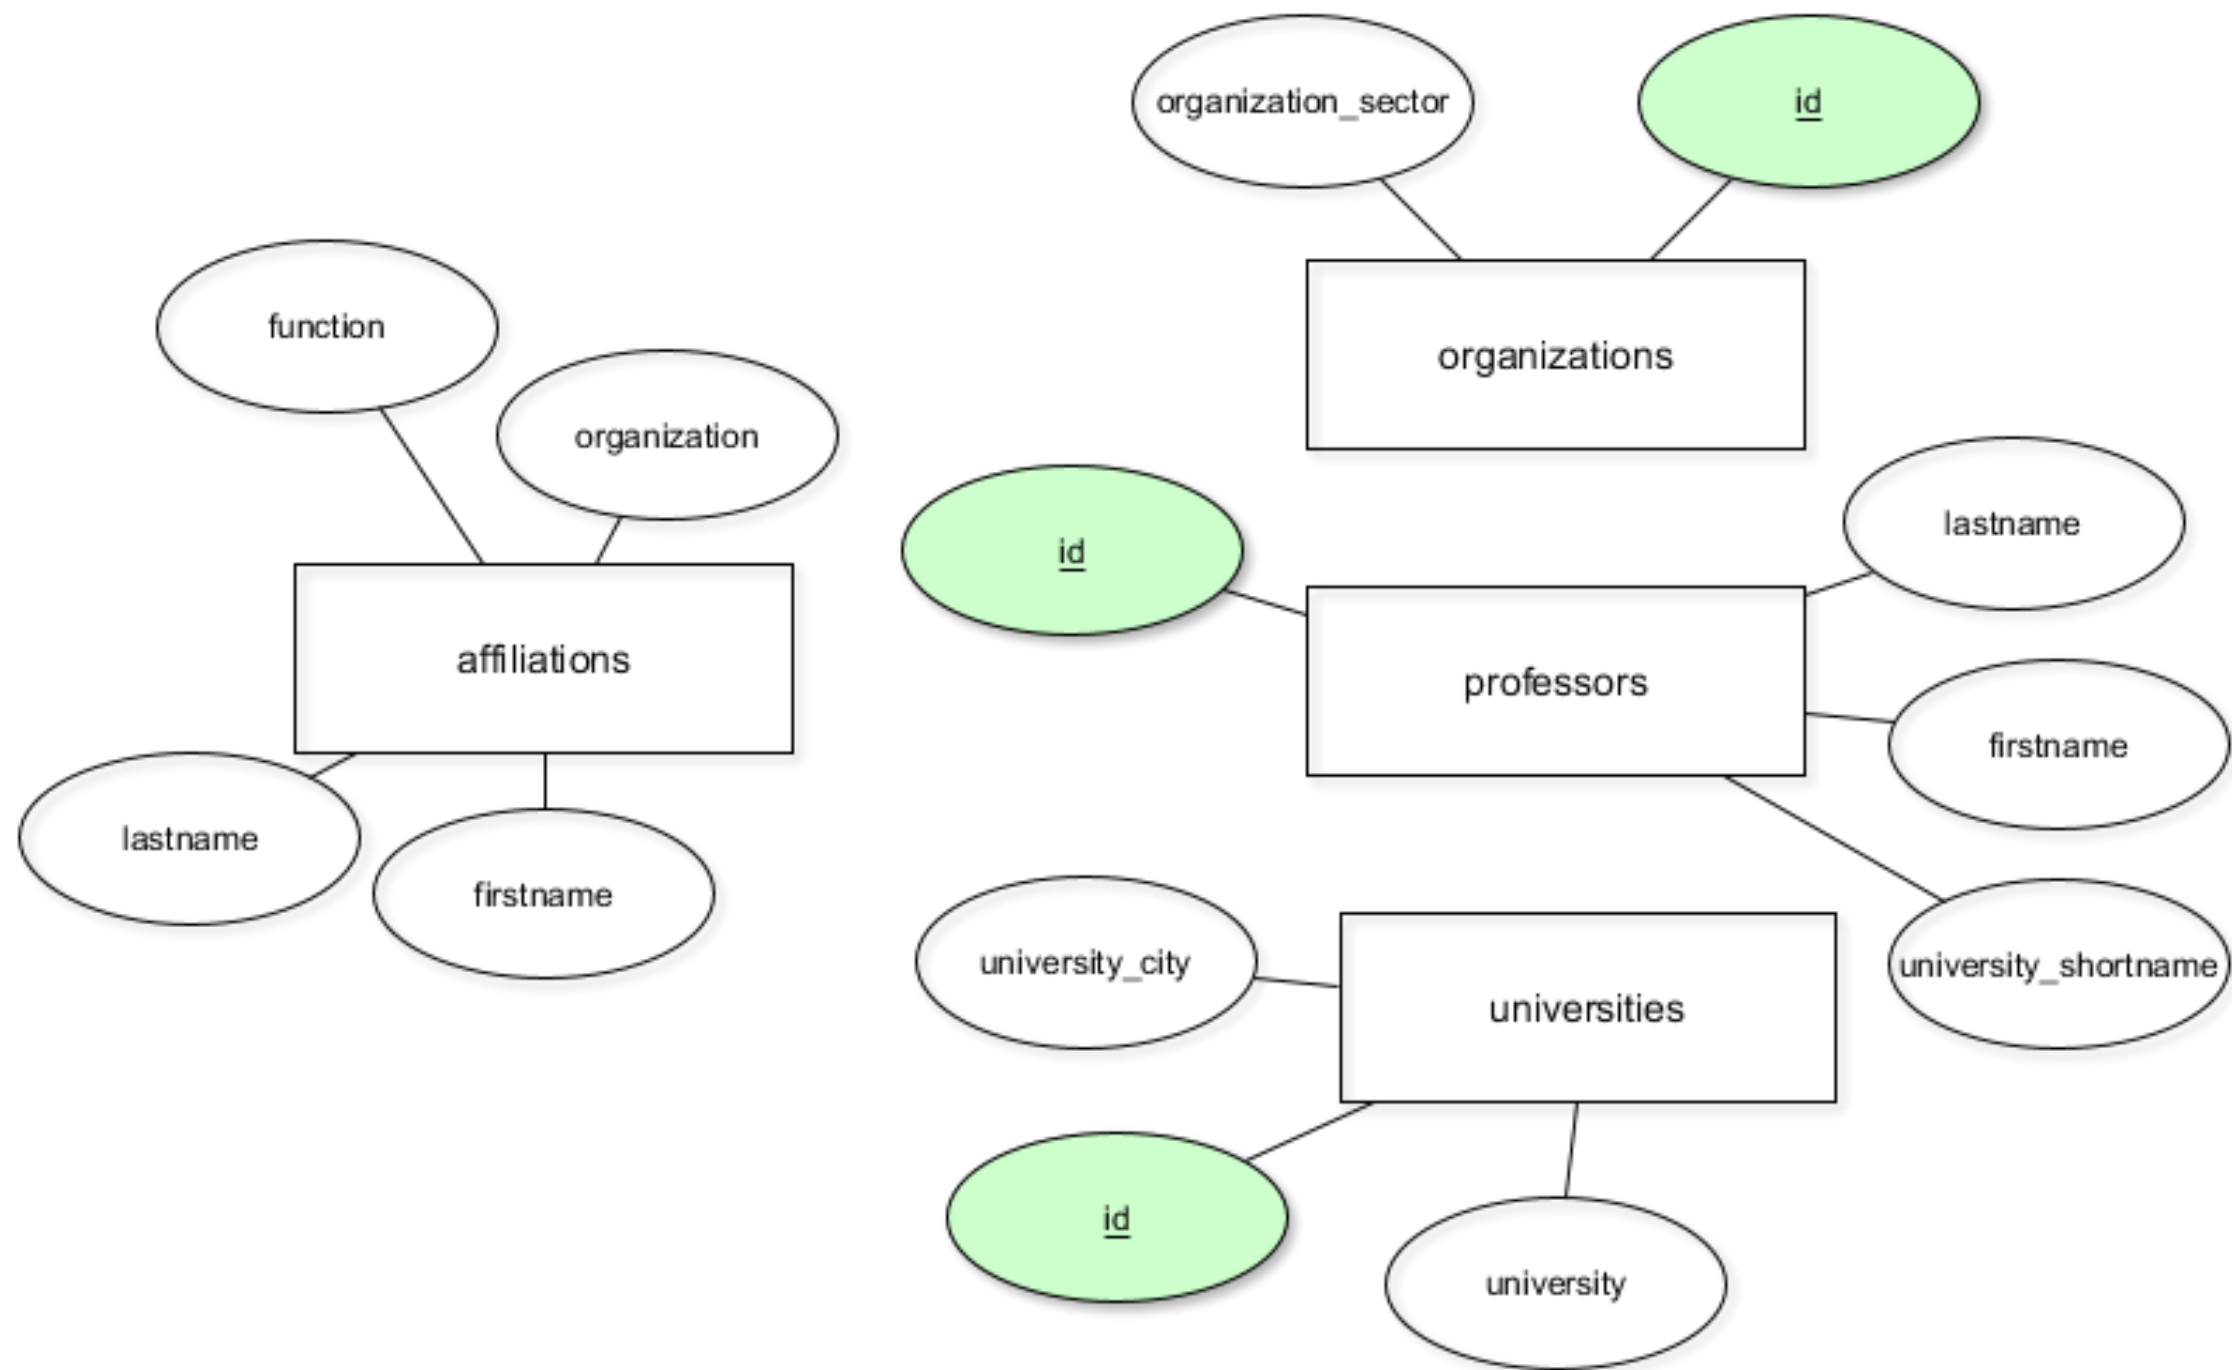 organization_sector
id
function
organization
organizations
lastname
id
affiliations
professors
firstname
lastname
firstname
university_city
university_shortname
universities
id
university